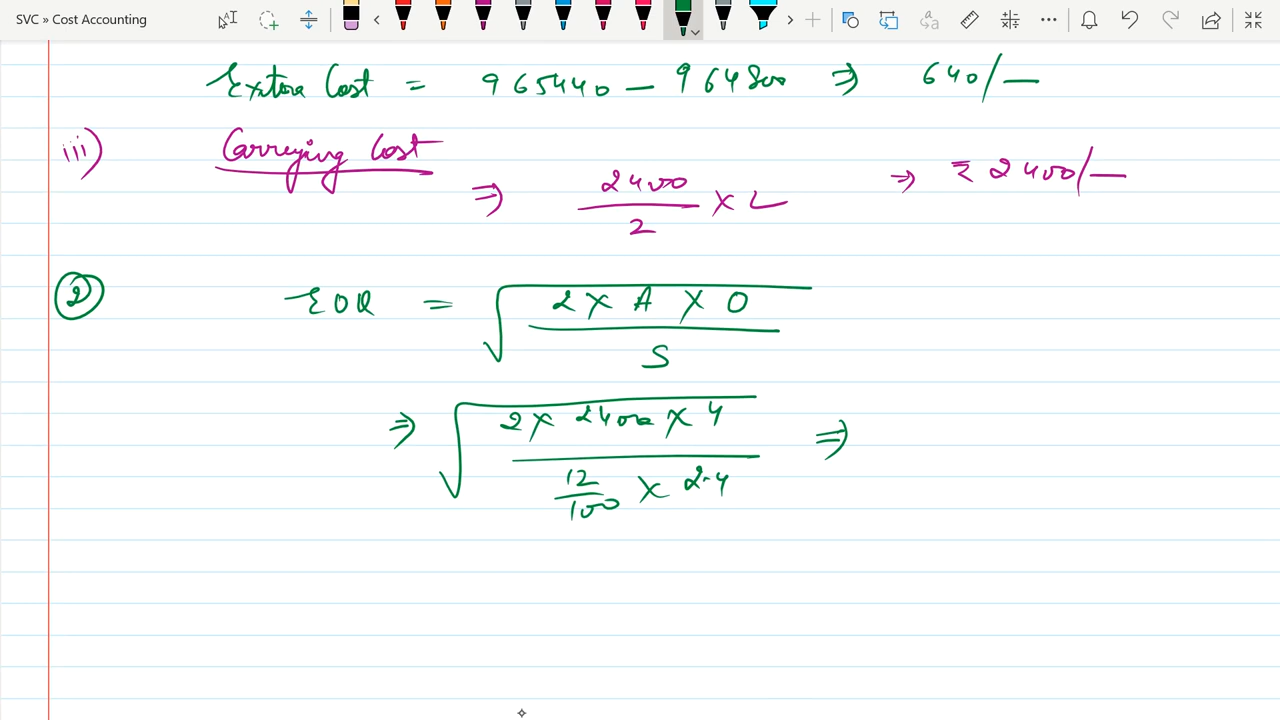 SVC » Cost Accounting
Extra Cost = 965440 – 964800 ⇒ 640/–
iii) Carrying Cost
⇒ 2400/2 × 2 ⇒ ₹ 2400/–
② EOQ = √(2 × A × O / S)
⇒ √(2 × 2400 × 4 / (12/100 × 2.4)) ⇒